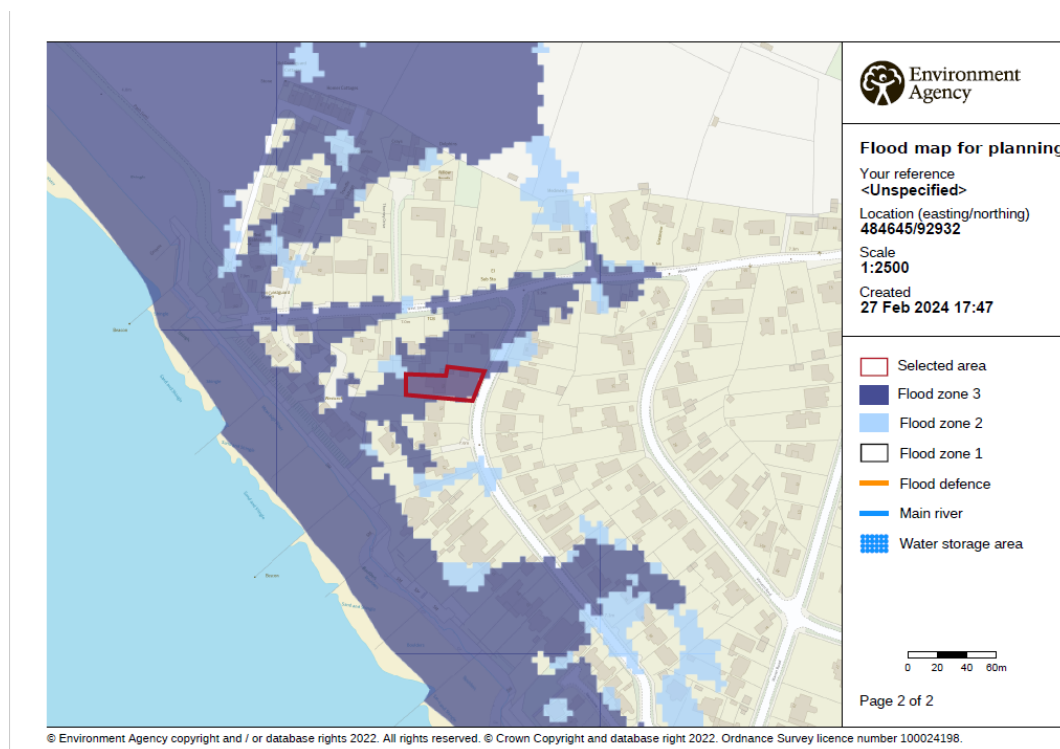 Environment
Agency
Flood map for planning
Your reference
<Unspecified>
Location (easting/northing)
484645/92932
Scale
1:2500
Created
27 Feb 2024 17:47
Selected area
Flood zone 3
Flood zone 2
Flood zone 1
Flood defence
Main river
Water storage area
0 20 40 60m
Page 2 of 2
© Environment Agency copyright and / or database rights 2022. All rights reserved. © Crown Copyright and database right 2022. Ordnance Survey licence number 100024198.